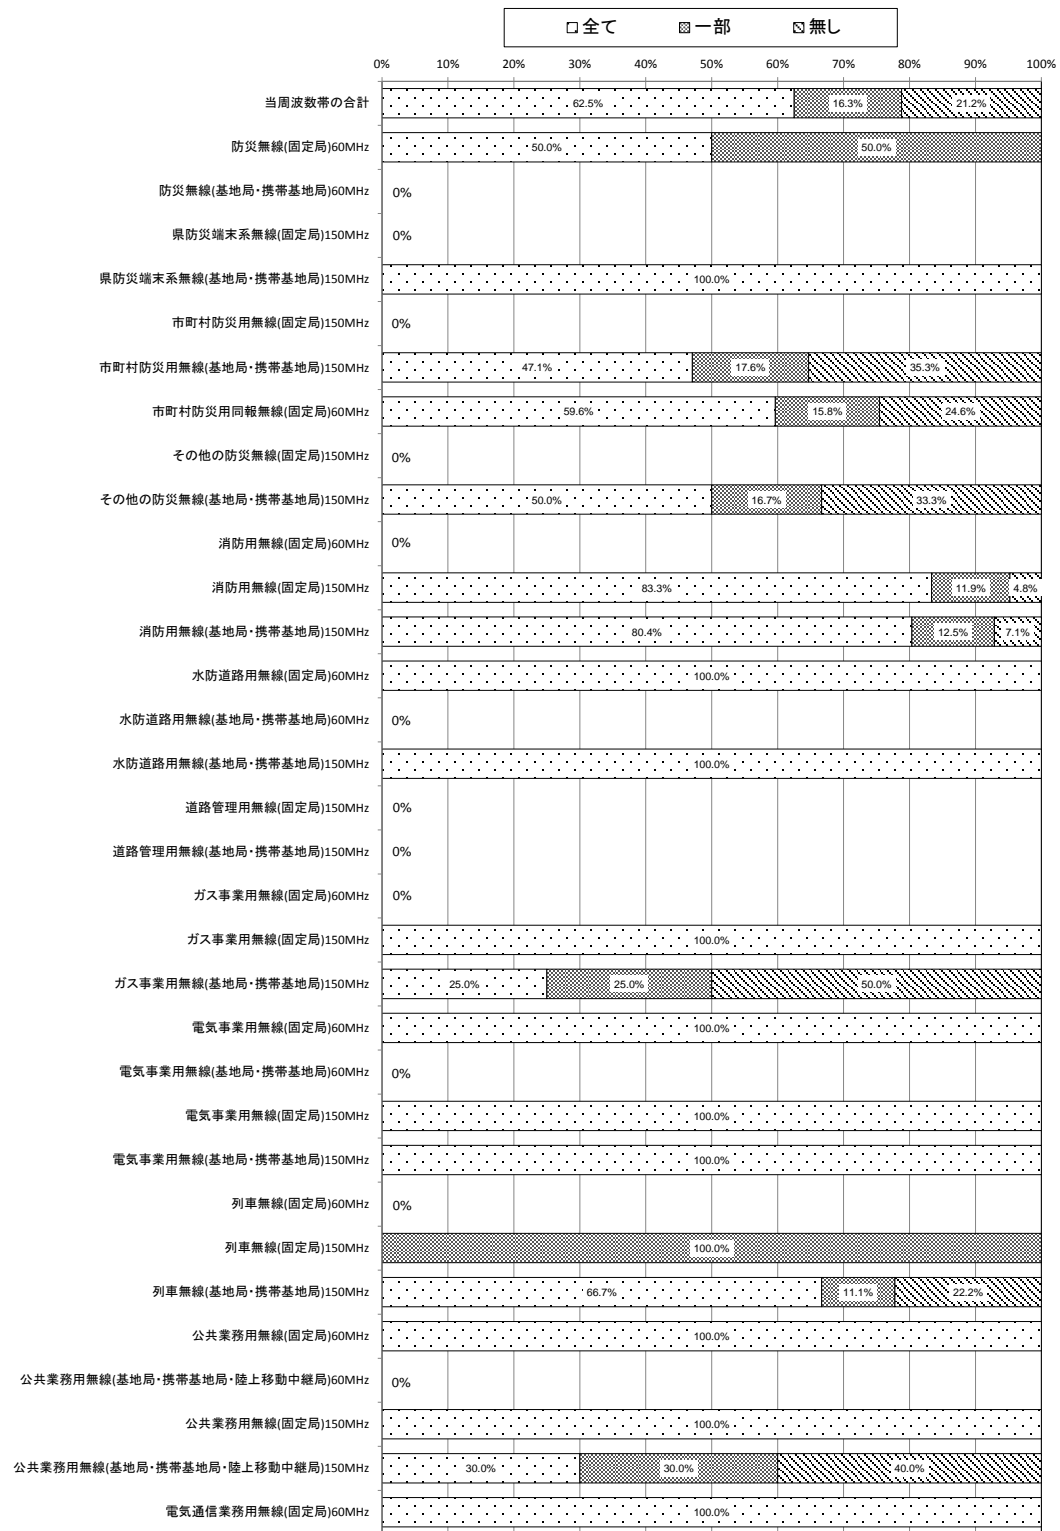 全て 一部 無し
0% 10% 20% 30% 40% 50% 60% 70% 80% 90% 100%
当周波数帯の合計 62.5% 16.3% 21.2%
防災無線(固定局)60MHz 50.0% 50.0%
防災無線(基地局・携帯基地局)60MHz 0%
県防災端末系無線(固定局)150MHz 0%
県防災端末系無線(基地局・携帯基地局)150MHz 100.0%
市町村防災用無線(固定局)150MHz 0%
市町村防災用無線(基地局・携帯基地局)150MHz 47.1% 17.6% 35.3%
市町村防災用同報無線(固定局)60MHz 59.6% 15.8% 24.6%
その他の防災無線(固定局)150MHz 0%
その他の防災無線(基地局・携帯基地局)150MHz 50.0% 16.7% 33.3%
消防用無線(固定局)60MHz 0%
消防用無線(固定局)150MHz 83.3% 11.9% 4.8%
消防用無線(基地局・携帯基地局)150MHz 80.4% 12.5% 7.1%
水防道路用無線(固定局)60MHz 100.0%
水防道路用無線(基地局・携帯基地局)60MHz 0%
水防道路用無線(基地局・携帯基地局)150MHz 100.0%
道路管理用無線(固定局)150MHz 0%
道路管理用無線(基地局・携帯基地局)150MHz 0%
ガス事業用無線(固定局)60MHz 0%
ガス事業用無線(固定局)150MHz 100.0%
ガス事業用無線(基地局・携帯基地局)150MHz 25.0% 25.0% 50.0%
電気事業用無線(固定局)60MHz 100.0%
電気事業用無線(基地局・携帯基地局)60MHz 0%
電気事業用無線(固定局)150MHz 100.0%
電気事業用無線(基地局・携帯基地局)150MHz 100.0%
列車無線(固定局)60MHz 0%
列車無線(固定局)150MHz 100.0%
列車無線(基地局・携帯基地局)150MHz 66.7% 11.1% 22.2%
公共業務用無線(固定局)60MHz 100.0%
公共業務用無線(基地局・携帯基地局・陸上移動中継局)60MHz 0%
公共業務用無線(固定局)150MHz 100.0%
公共業務用無線(基地局・携帯基地局・陸上移動中継局)150MHz 30.0% 30.0% 40.0%
電気通信業務用無線(固定局)60MHz 100.0%